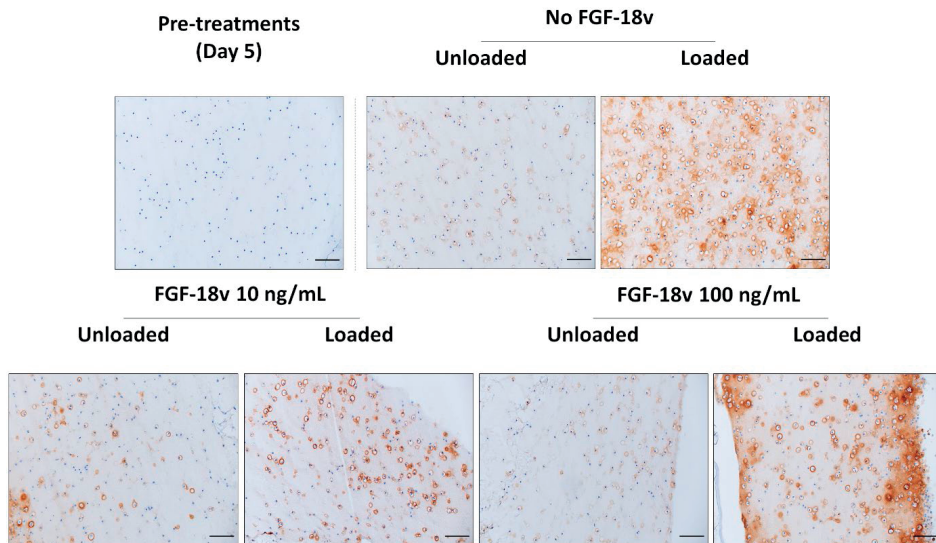 Pre-treatments
(Day 5)
No FGF-18v
Unloaded
Loaded
FGF-18v 10 ng/mL
FGF-18v 100 ng/mL
Unloaded
Loaded
Unloaded
Loaded